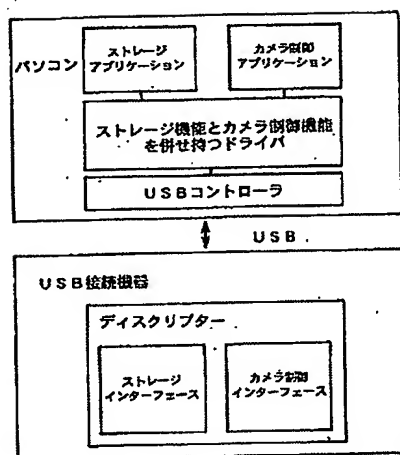 パソコン
ストレージ
アプリケーション
カメラ制御
アプリケーション
ストレージ機能とカメラ制御機能
を併せ持つドライバ
USBコントローラ
USB
USB接続機器
ディスクリプター
ストレージ
インターフェース
カメラ制御
インターフェース